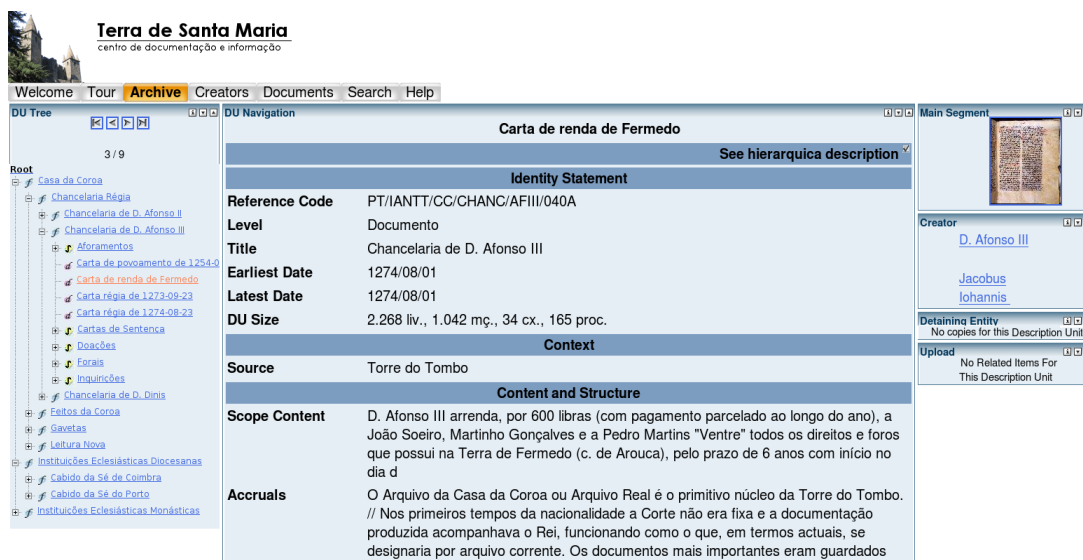 Terra de Santa Maria
centro de documentação e informação
Welcome Tour Archive Creators Documents Search Help
DU Tree
3 / 9
Root
Casa da Coroa
Chancelaria Régia
Chancelaria de D. Afonso II
Chancelaria de D. Afonso III
Aforamentos
Carta de povoamento de 1254-0
Carta de renda de Fermedo
Carta régia de 1273-09-23
Carta régia de 1274-08-23
Cartas de Sentença
Doações
Forais
Inquirições
Chancelaria de D. Dinis
Feitos da Coroa
Gavetas
Leitura Nova
Instituições Eclesiásticas Diocesanas
Cabido da Sé de Coimbra
Cabido da Sé do Porto
Instituições Eclesiásticas Monásticas
DU Navigation
Carta de renda de Fermedo
See hierarquica description
Identity Statement
Reference Code PT/IANTT/CC/CHANC/AFIII/040A
Level Documento
Title Chancelaria de D. Afonso III
Earliest Date 1274/08/01
Latest Date 1274/08/01
DU Size 2.268 liv., 1.042 mç., 34 cx., 165 proc.
Context
Source Torre do Tombo
Content and Structure
Scope Content D. Afonso III arrenda, por 600 libras (com pagamento parcelado ao longo do ano), a
João Soeiro, Martinho Gonçalves e a Pedro Martins "Ventre" todos os direitos e foros
que possui na Terra de Fermedo (c. de Arouca), pelo prazo de 6 anos com início no
dia d
Accruals O Arquivo da Casa da Coroa ou Arquivo Real é o primitivo núcleo da Torre do Tombo.
// Nos primeiros tempos da nacionalidade a Corte não era fixa e a documentação
produzida acompanhava o Rei, funcionando como o que, em termos actuais, se
designaria por arquivo corrente. Os documentos mais importantes eram guardados
Main Segment
Creator
D. Afonso III
Jacobus
Iohannis
Detaining Entity
No copies for this Description Unit
Upload
No Related Items For
This Description Unit